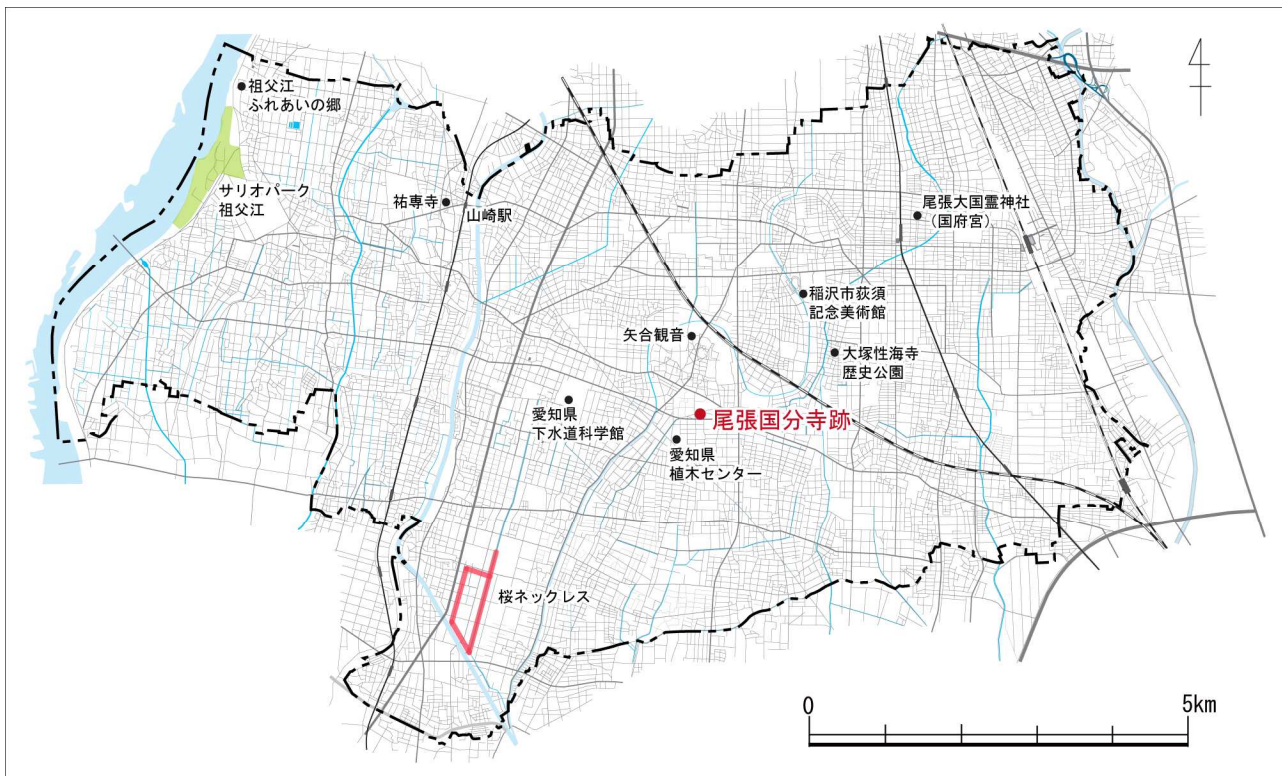 祖父江
ふれあいの郷
サリオパーク
祖父江
祐専寺
山崎駅
尾張大国霊神社
（国府宮）
稲沢市荻須
記念美術館
矢合観音
大塚性海寺
歴史公園
愛知県
下水道科学館
尾張国分寺跡
愛知県
植木センター
桜ネックレス
0
5km